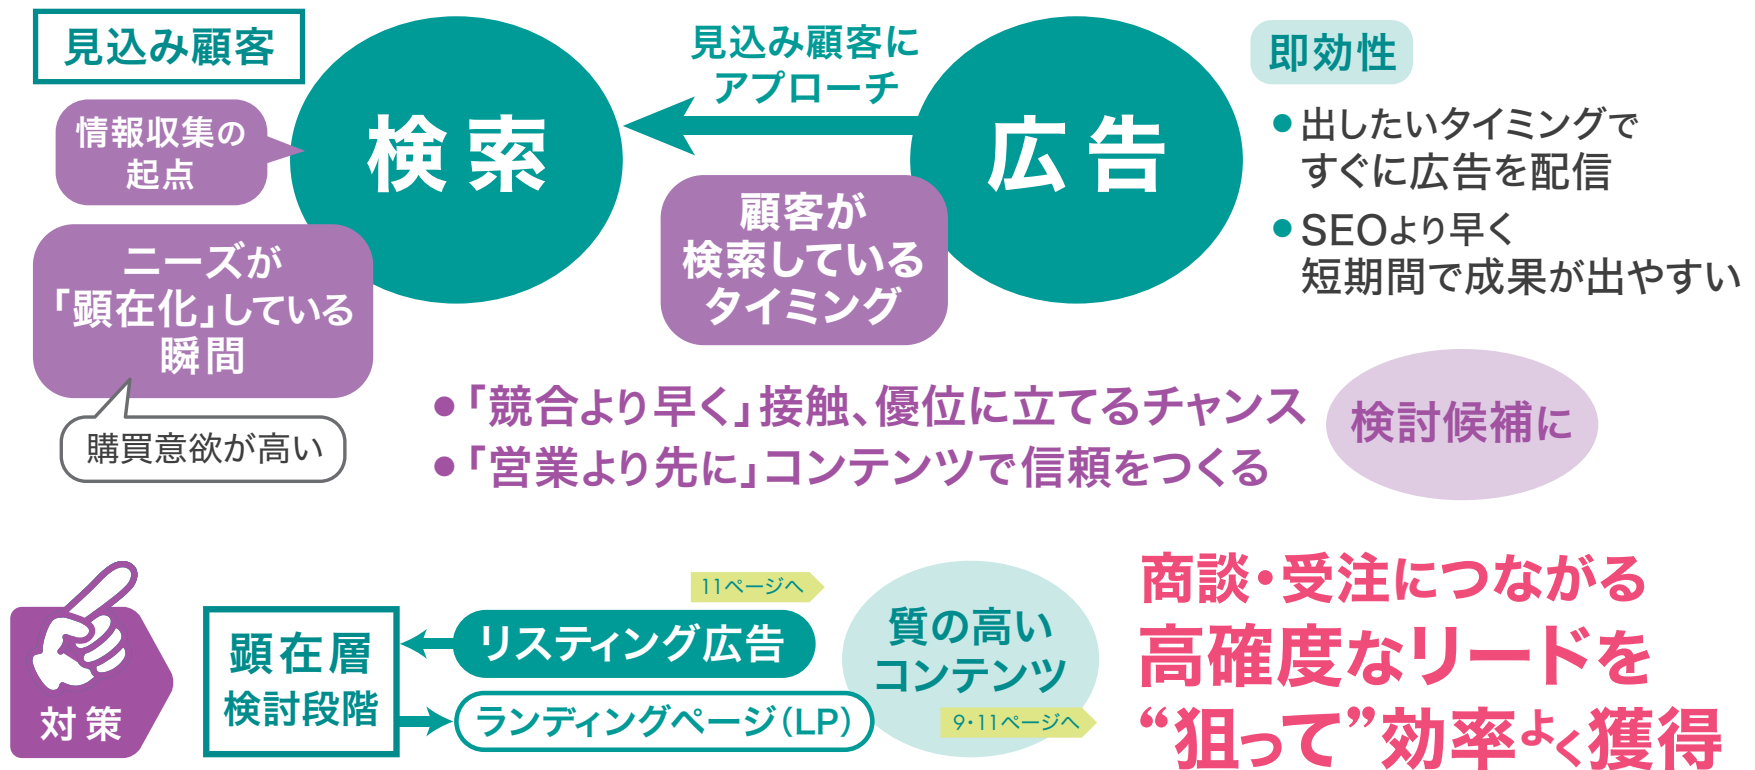 見込み顧客
情報収集の
起点
ニーズが
「顕在化」している
瞬間
購買意欲が高い
検索
見込み顧客に
アプローチ
顧客が
検索している
タイミング
広告
即効性
● 出したいタイミングで
すぐに広告を配信
● SEOより早く
短期間で成果が出やすい
●「競合より早く」接触、優位に立てるチャンス
●「営業より先に」コンテンツで信頼をつくる
検討候補に
対策
顕在層
検討段階
11ページへ
リスティング広告
ランディングページ(LP)
質の高い
コンテンツ
9・11ページへ
商談・受注につながる
高確度なリードを
“狙って”効率よく獲得